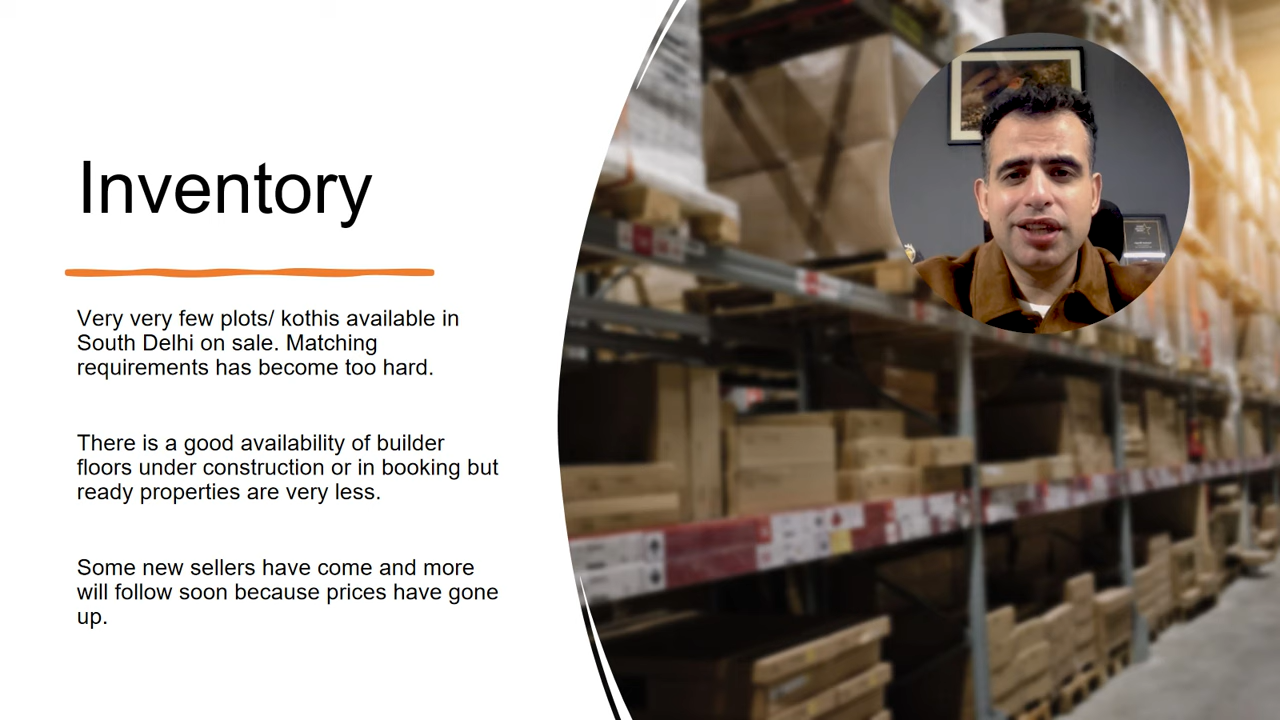 Inventory
Very very few plots/ kothis available in
South Delhi on sale. Matching
requirements has become too hard.
There is a good availability of builder
floors under construction or in booking but
ready properties are very less.
Some new sellers have come and more
will follow soon because prices have gone
up.